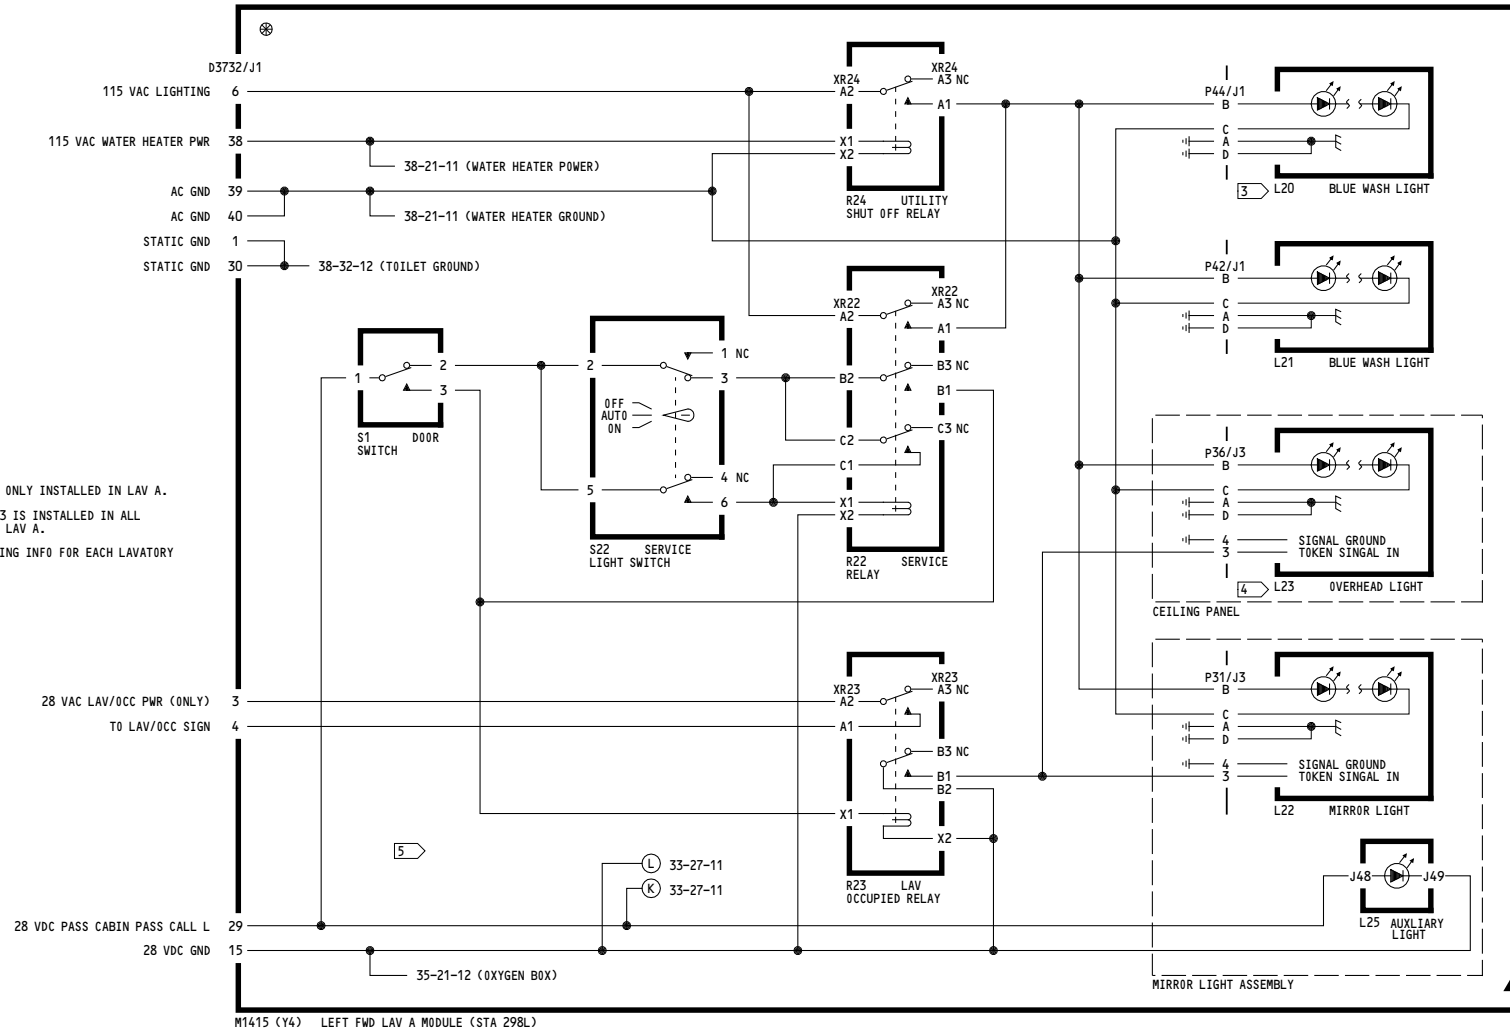 D3732/J1
115 VAC LIGHTING 6
115 VAC WATER HEATER PWR 38
38-21-11 (WATER HEATER POWER)
AC GND 39
AC GND 40
38-21-11 (WATER HEATER GROUND)
STATIC GND 1
STATIC GND 30
38-32-12 (TOILET GROUND)
XR24
A2
XR24
A3 NC
A1
X1
X2
R24 UTILITY
SHUT OFF RELAY
P44/J1
B
C
A
D
3
L20 BLUE WASH LIGHT
P42/J1
B
C
A
D
L21 BLUE WASH LIGHT
1
2
3
S1 DOOR
SWITCH
2
1 NC
3
OFF
AUTO
ON
5
4 NC
6
S22 SERVICE
LIGHT SWITCH
XR22
A2
XR22
A3 NC
A1
B2
B3 NC
B1
C2
C3 NC
C1
X1
X2
R22 SERVICE
RELAY
P36/J3
B
C
A
D
4 SIGNAL GROUND
3 TOKEN SINGAL IN
4
L23 OVERHEAD LIGHT
CEILING PANEL
ONLY INSTALLED IN LAV A.
3 IS INSTALLED IN ALL
LAV A.
ING INFO FOR EACH LAVATORY
28 VAC LAV/OCC PWR (ONLY) 3
TO LAV/OCC SIGN 4
XR23
A2
XR23
A3 NC
A1
B3 NC
B1
B2
X1
X2
R23 LAV
OCCUPIED RELAY
P31/J3
B
C
A
D
4 SIGNAL GROUND
3 TOKEN SINGAL IN
L22 MIRROR LIGHT
5
L 33-27-11
K 33-27-11
J48
J49
L25 AUXLIARY
LIGHT
28 VDC PASS CABIN PASS CALL L 29
28 VDC GND 15
35-21-12 (OXYGEN BOX)
MIRROR LIGHT ASSEMBLY
M1415 (Y4) LEFT FWD LAV A MODULE (STA 298L)